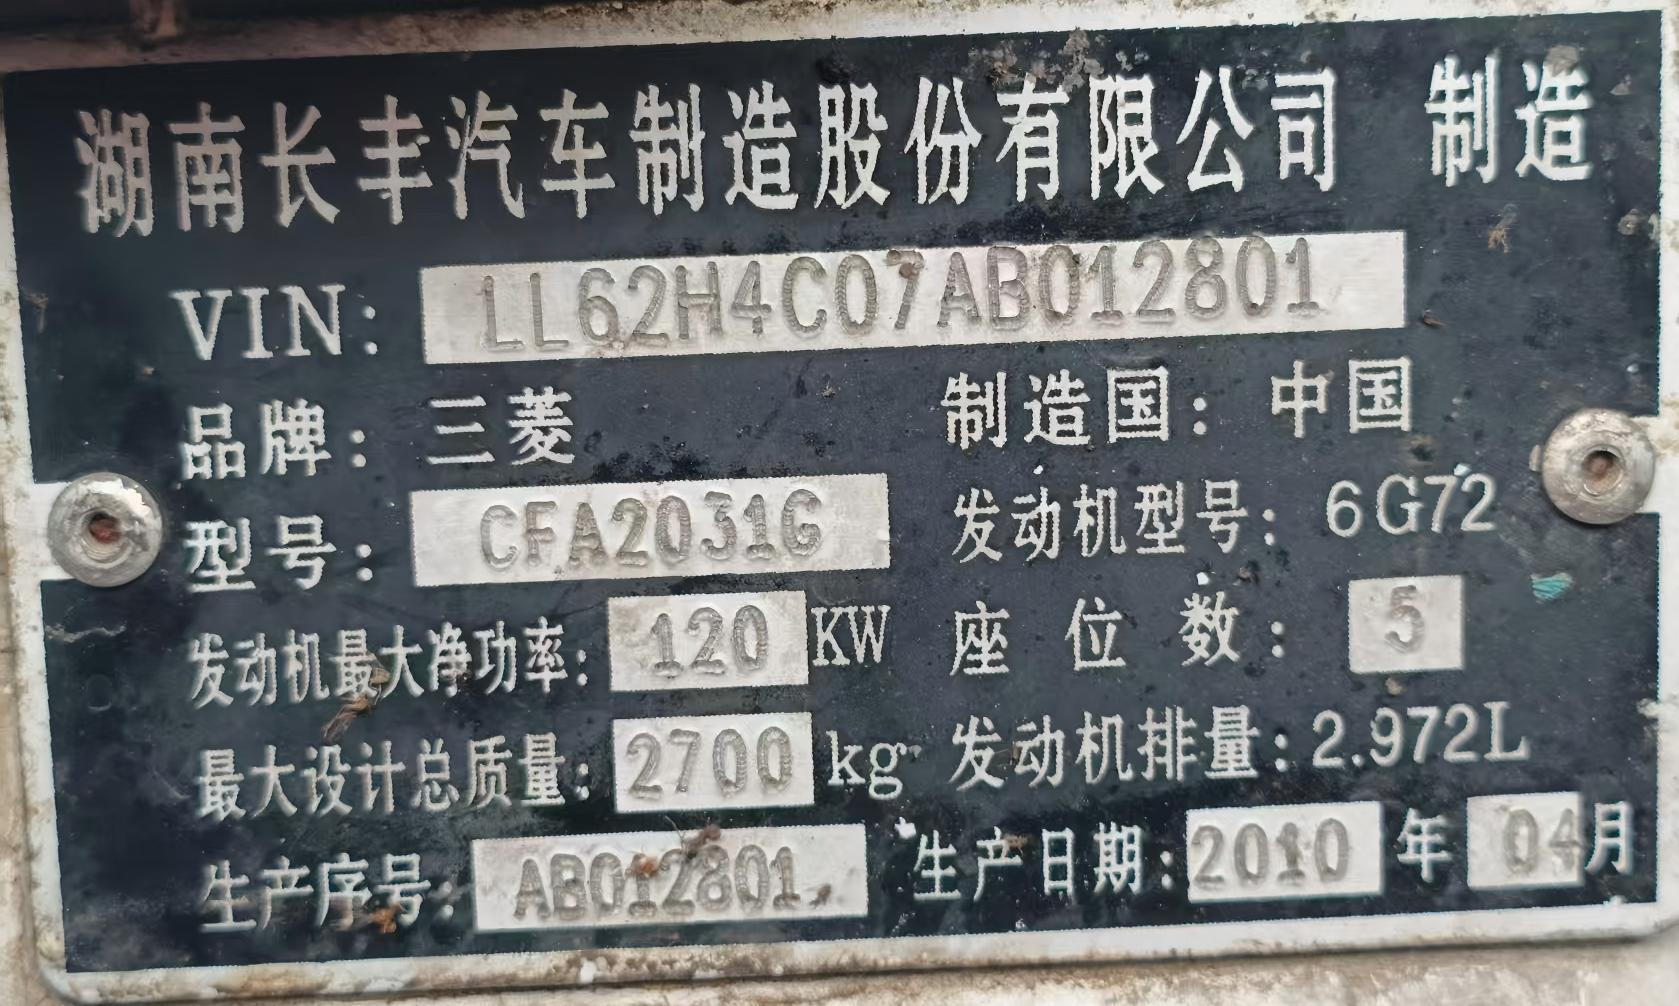 湖南长丰汽车制造股份有限公司 制造
VIN: LL62H4C07AB012801
品牌: 三菱 制造国: 中国
型号: CFA2031G 发动机型号: 6G72
发动机最大净功率: 120 KW 座位数: 5
最大设计总质量: 2700 kg 发动机排量: 2.972L
生产序号: AB012801 生产日期: 2010 年 04 月